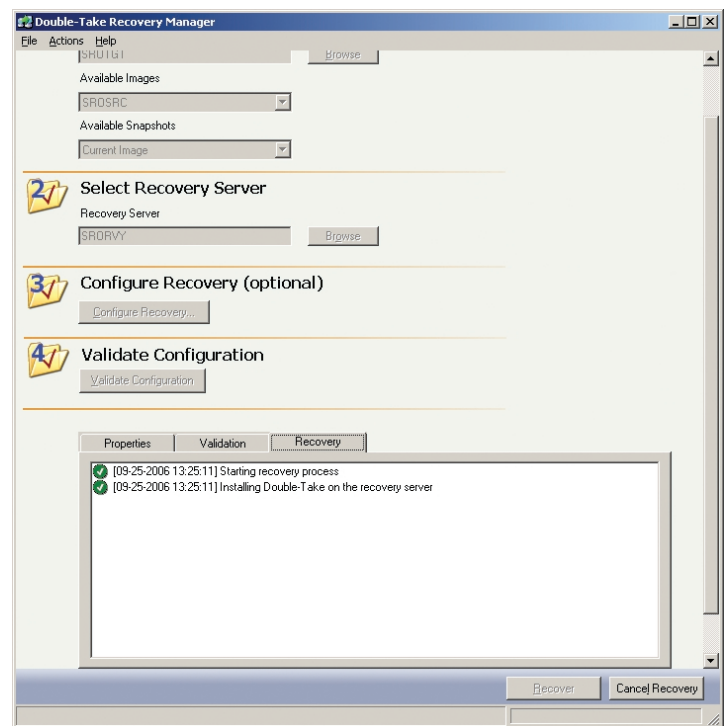 Double-Take Recovery Manager
File Actions Help
SROTGT Browse
Available Images
SROSRC
Available Snapshots
Current Image
2 Select Recovery Server
Recovery Server
SRORVY Browse
3 Configure Recovery (optional)
Configure Recovery...
4 Validate Configuration
Validate Configuration
Properties Validation Recovery
[09-25-2006 13:25:11] Starting recovery process
[09-25-2006 13:25:11] Installing Double-Take on the recovery server
Recover Cancel Recovery